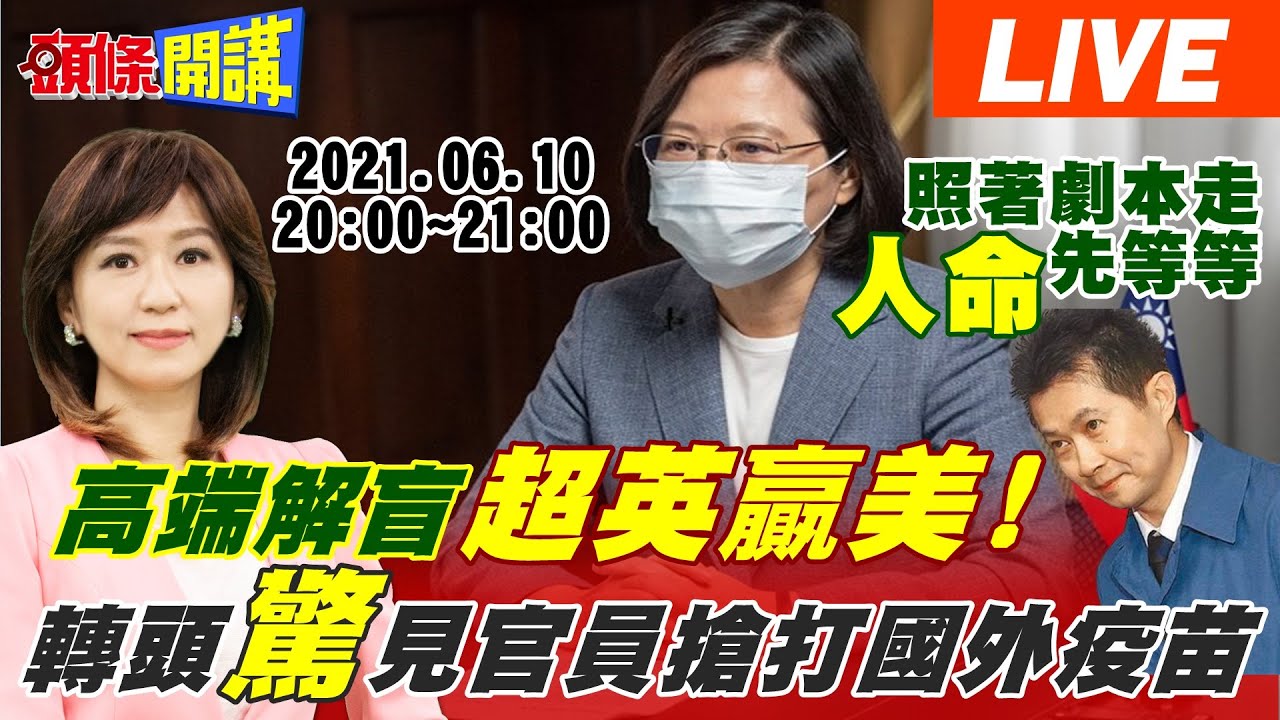 頭條開講
LIVE
2021.06.10
20:00~21:00
照著劇本走
人命先等等
高端解盲超英贏美!
轉頭驚見官員搶打國外疫苗